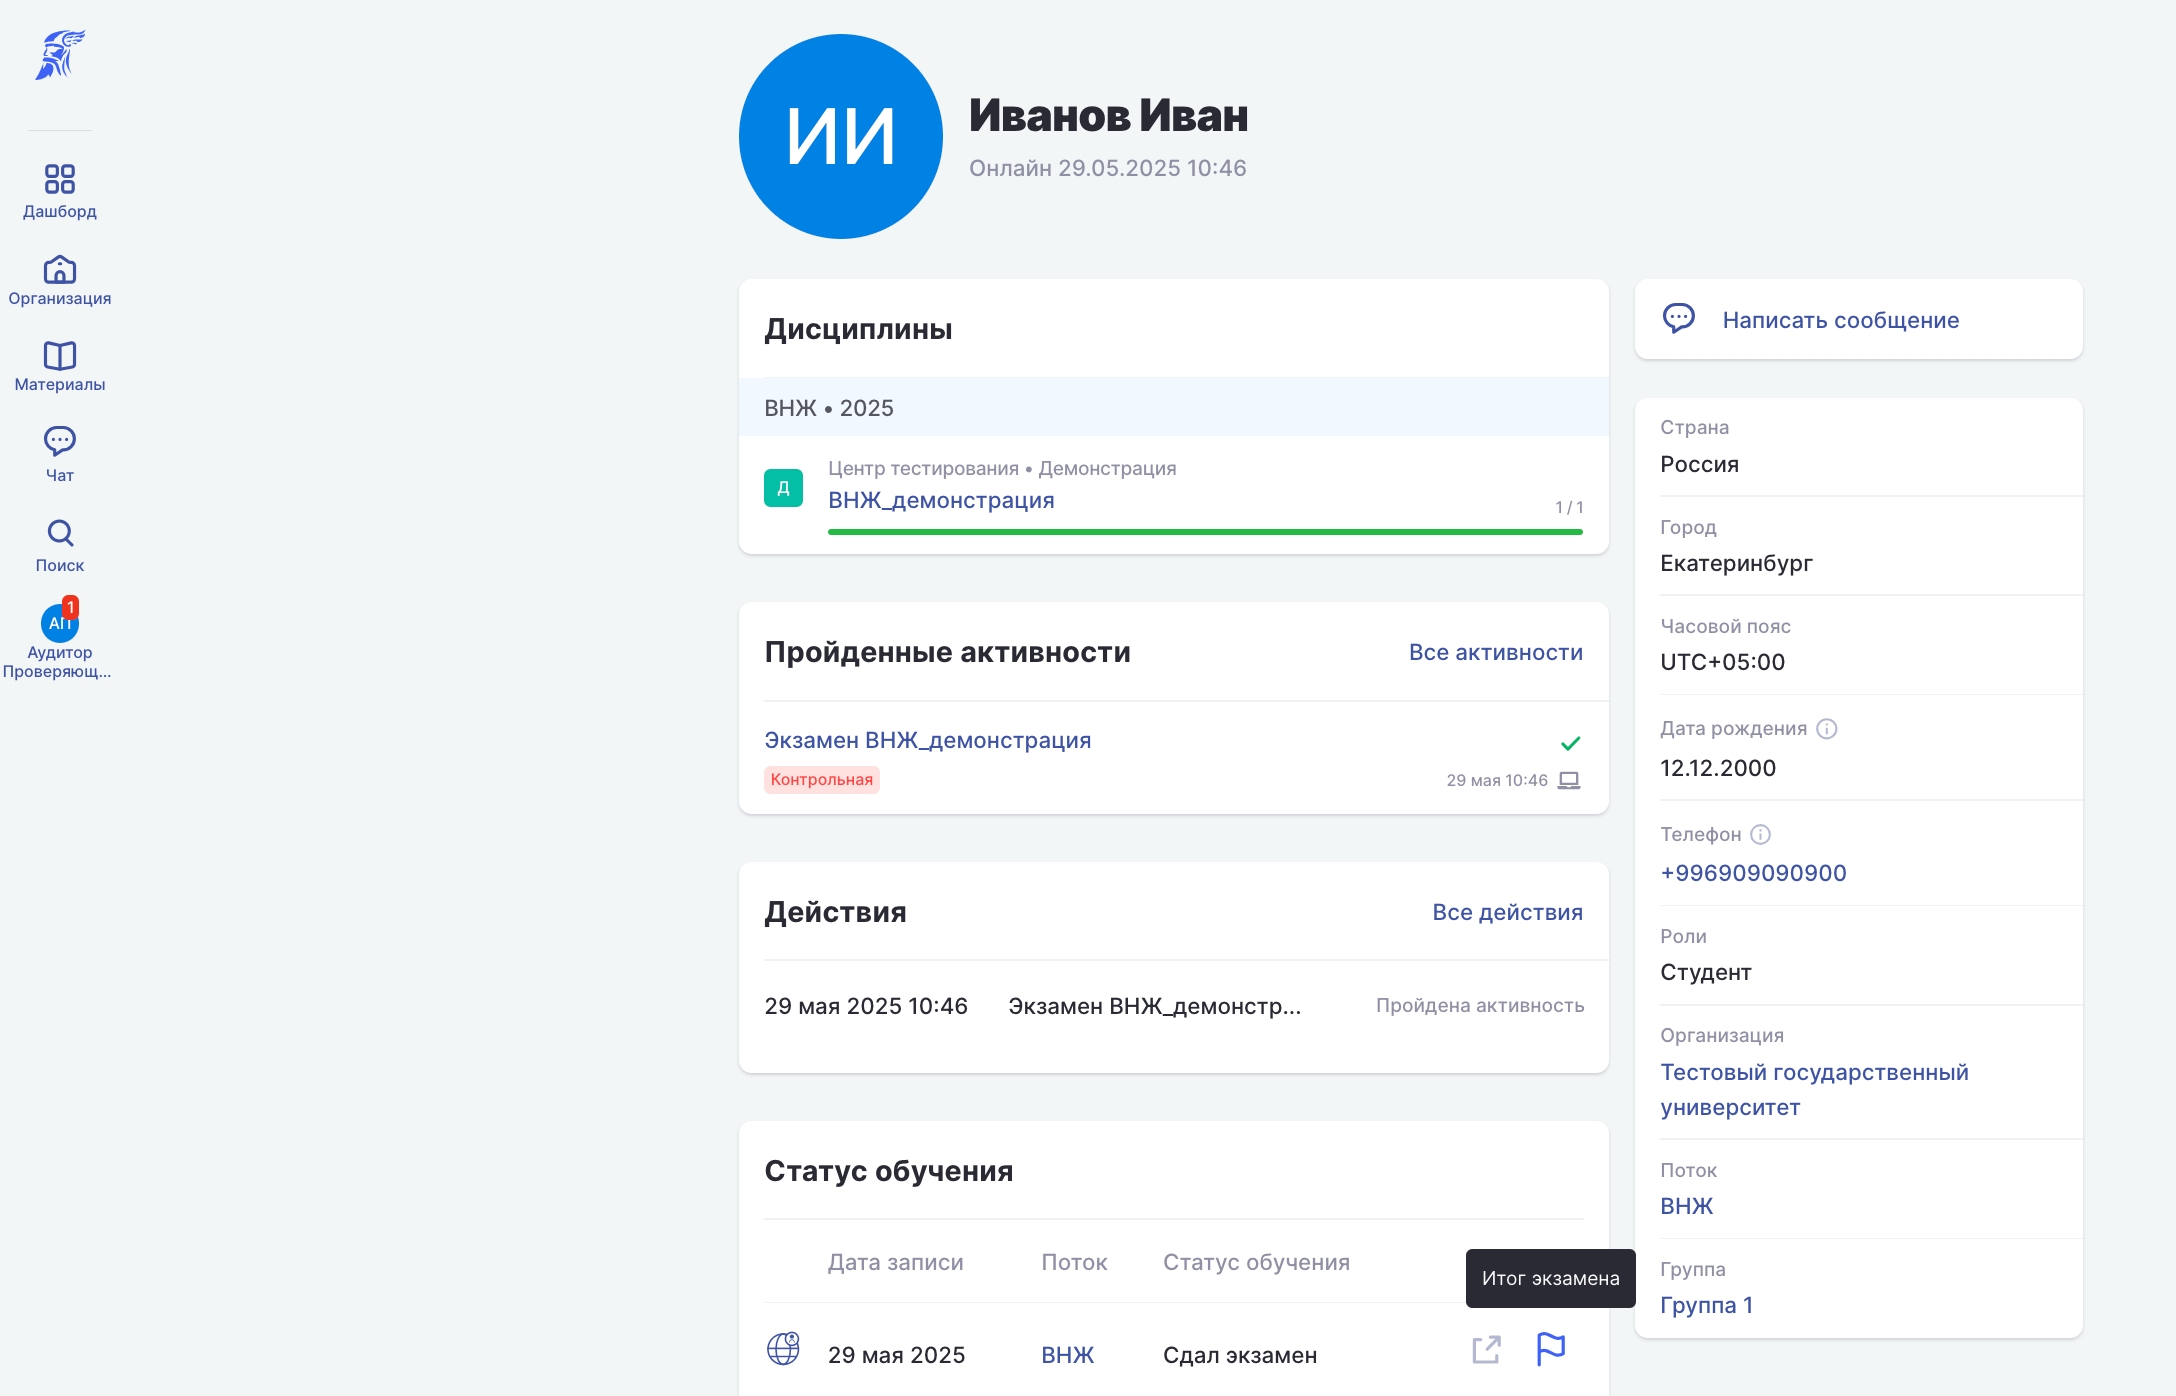 Дашборд
Организация
Материалы
Чат
Поиск
АП
1
Аудитор
Проверяющ...
ИИ
Иванов Иван
Онлайн 29.05.2025 10:46
Дисциплины
ВНЖ • 2025
Д
Центр тестирования • Демонстрация
ВНЖ_демонстрация
1 / 1
Пройденные активности
Все активности
Экзамен ВНЖ_демонстрация
Контрольная
29 мая 10:46
Действия
Все действия
29 мая 2025 10:46 Экзамен ВНЖ_демонстр... Пройдена активность
Статус обучения
Дата записи Поток Статус обучения
Итог экзамена
29 мая 2025 ВНЖ Сдал экзамен
Написать сообщение
Страна
Россия
Город
Екатеринбург
Часовой пояс
UTC+05:00
Дата рождения
12.12.2000
Телефон
+996909090900
Роли
Студент
Организация
Тестовый государственный
университет
Поток
ВНЖ
Группа
Группа 1